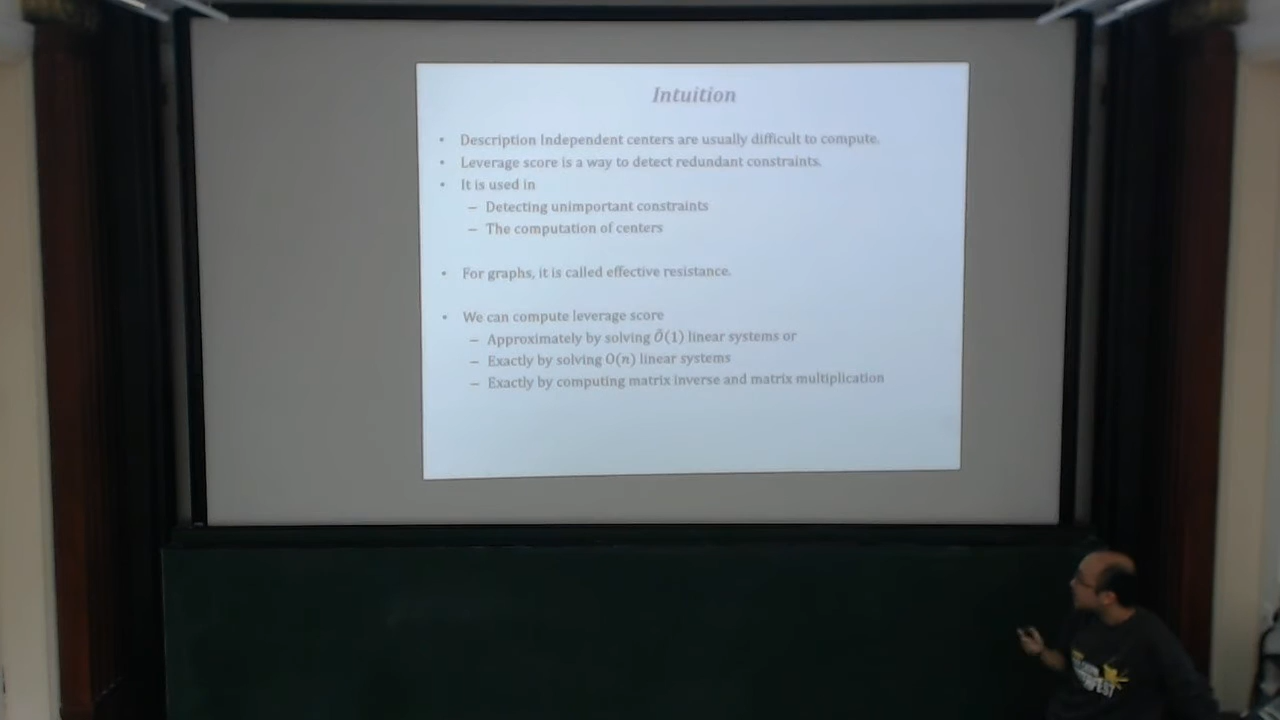 Intuition
• Description Independent centers are usually difficult to compute.
• Leverage score is a way to detect redundant constraints.
• It is used in
– Detecting unimportant constraints
– The computation of centers
• For graphs, it is called effective resistance.
• We can compute leverage score
– Approximately by solving Õ(1) linear systems or
– Exactly by solving O(n) linear systems
– Exactly by computing matrix inverse and matrix multiplication